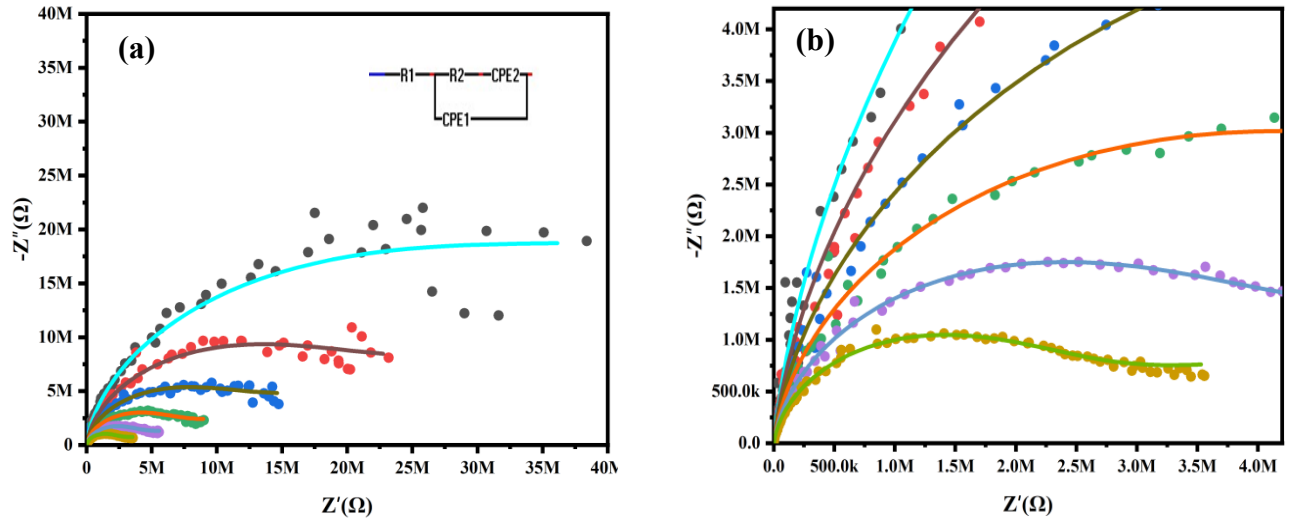 (a)
40M
35M
30M
25M
20M
15M
10M
5M
0
-Z″(Ω)
R1 R2 CPE2
CPE1
0 5M 10M 15M 20M 25M 30M 35M 40M
Z′(Ω)
(b)
4.0M
3.5M
3.0M
2.5M
2.0M
1.5M
1.0M
500.0k
0.0
-Z″(Ω)
0.0 500.0k 1.0M 1.5M 2.0M 2.5M 3.0M 3.5M 4.0M
Z′(Ω)